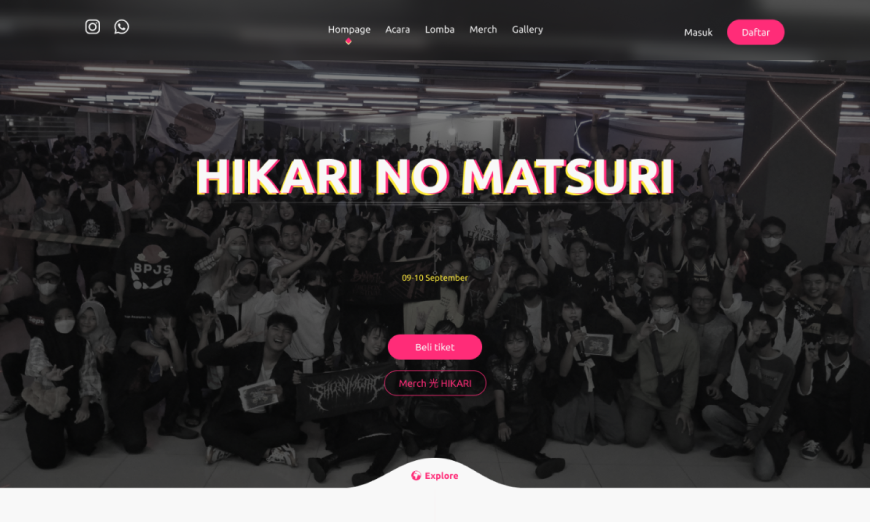 Hompage Acara Lomba Merch Gallery Masuk Daftar
HIKARI NO MATSURI
BPJS
09-10 September
Beli tiket
Merch 光 HIKARI
Explore